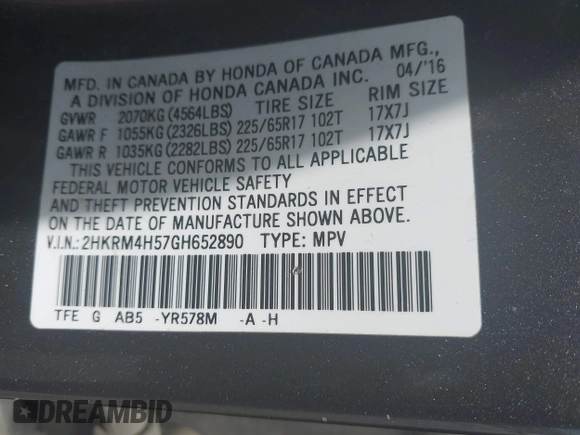 MFD. IN CANADA BY HONDA OF CANADA MFG.,
A DIVISION OF HONDA CANADA INC. 04/'16
GVWR 2070KG (4564LBS) TIRE SIZE RIM SIZE
GAWR F 1055KG (2326LBS) 225/65R17 102T 17X7J
GAWR R 1035KG (2282LBS) 225/65R17 102T 17X7J
THIS VEHICLE CONFORMS TO ALL APPLICABLE
FEDERAL MOTOR VEHICLE SAFETY
AND THEFT PREVENTION STANDARDS IN EFFECT
ON THE DATE OF MANUFACTURE SHOWN ABOVE.
V.I.N.:2HKRM4H57GH652890 TYPE: MPV
TFE G AB5 -YR578M -A -H
DREAMBID